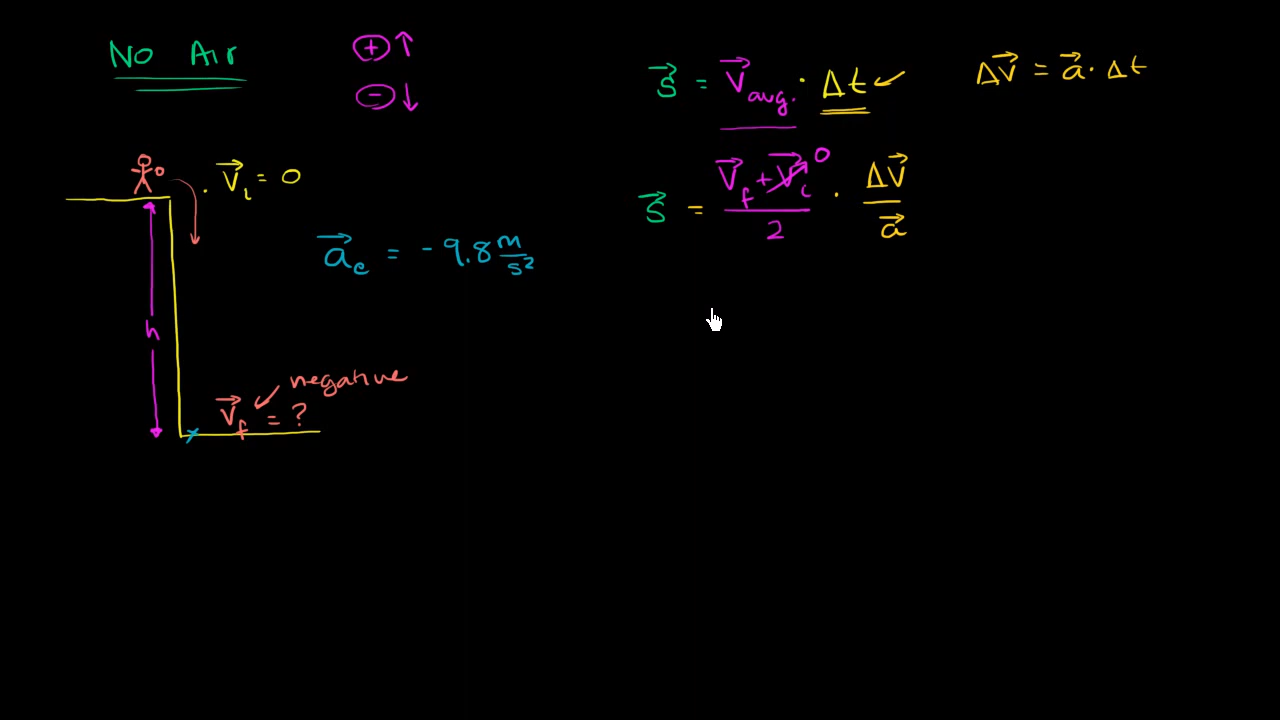 No Air
⊕ ↑
⊖ ↓
s⃗ = v⃗avg. · Δt
Δv⃗ = a⃗ · Δt
v⃗i = 0
s⃗ = (v⃗f + v⃗i 0) / 2 · Δv⃗ / a⃗
a⃗e = -9.8 m/s²
h
negative
v⃗f = ?